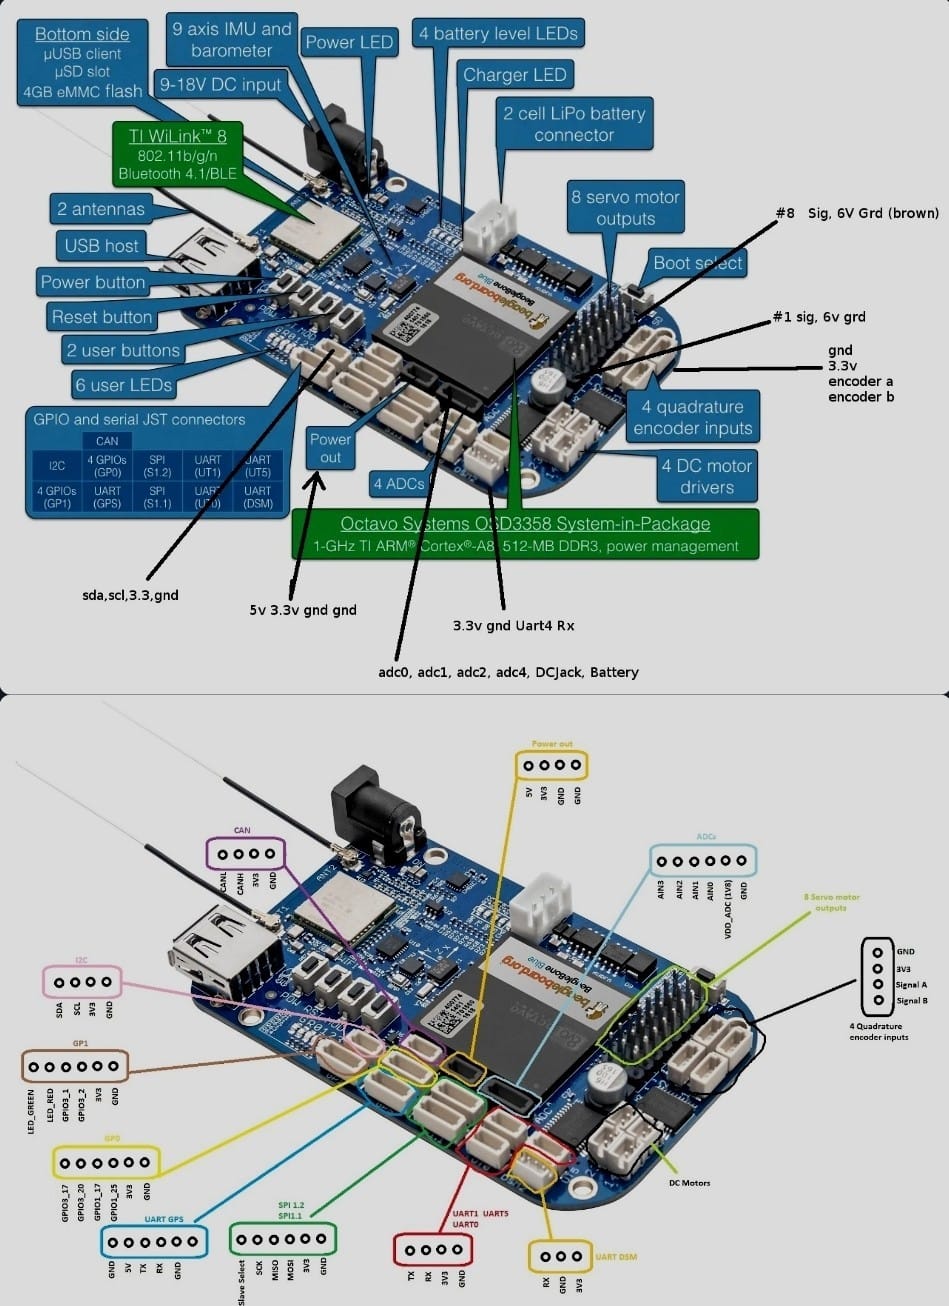 Bottom side
µUSB client
µSD slot
4GB eMMC flash
9 axis IMU and
barometer
9-18V DC input
Power LED
4 battery level LEDs
Charger LED
2 cell LiPo battery
connector
TI WiLink™ 8
802.11b/g/n
Bluetooth 4.1/BLE
2 antennas
USB host
Power button
Reset button
2 user buttons
6 user LEDs
8 servo motor
outputs
#8 Sig, 6V Grd (brown)
Boot select
#1 sig, 6v grd
gnd
3.3v
encoder a
encoder b
beagleboard.org
BeagleBone Blue
GPIO and serial JST connectors
CAN
I2C
4 GPIOs
(GP0)
SPI
(S1.2)
UART
(UT1)
UART
(UT5)
4 GPIOs
(GP1)
UART
(GPS)
SPI
(S1.1)
UART
(UT0)
UART
(DSM)
Power
out
4 ADCs
4 quadrature
encoder inputs
4 DC motor
drivers
Octavo Systems OSD3358 System-in-Package
1-GHz TI ARM® Cortex®-A8, 512-MB DDR3, power management
sda,scl,3.3,gnd
5v 3.3v gnd gnd
3.3v gnd Uart4 Rx
adc0, adc1, adc2, adc4, DCJack, Battery
Power out
5V
3V3
GND
GND
CAN
CANL
CANH
3V3
GND
ADCs
AIN3
AIN2
AIN1
AIN0
VDD_ADC (1V8)
GND
8 Servo motor
outputs
GND
3V3
Signal A
Signal B
4 Quadrature
encoder inputs
ANT2
beagleboard.org
BeagleBone Blue
I2C
SDA
SCL
3V3
GND
GP1
LED_GREEN
LED_RED
GPIO3_1
GPIO3_2
3V3
GND
GP0
GPIO3_17
GPIO3_20
GPIO1_17
GPIO1_25
3V3
GND
UART GPS
GND
5V
TX
RX
GND
SPI 1.2
SPI1.1
Slave Select
SCK
MISO
MOSI
3V3
GND
UART1 UART5
UART0
TX
RX
3V3
GND
UART DSM
RX
GND
3V3
DC Motors